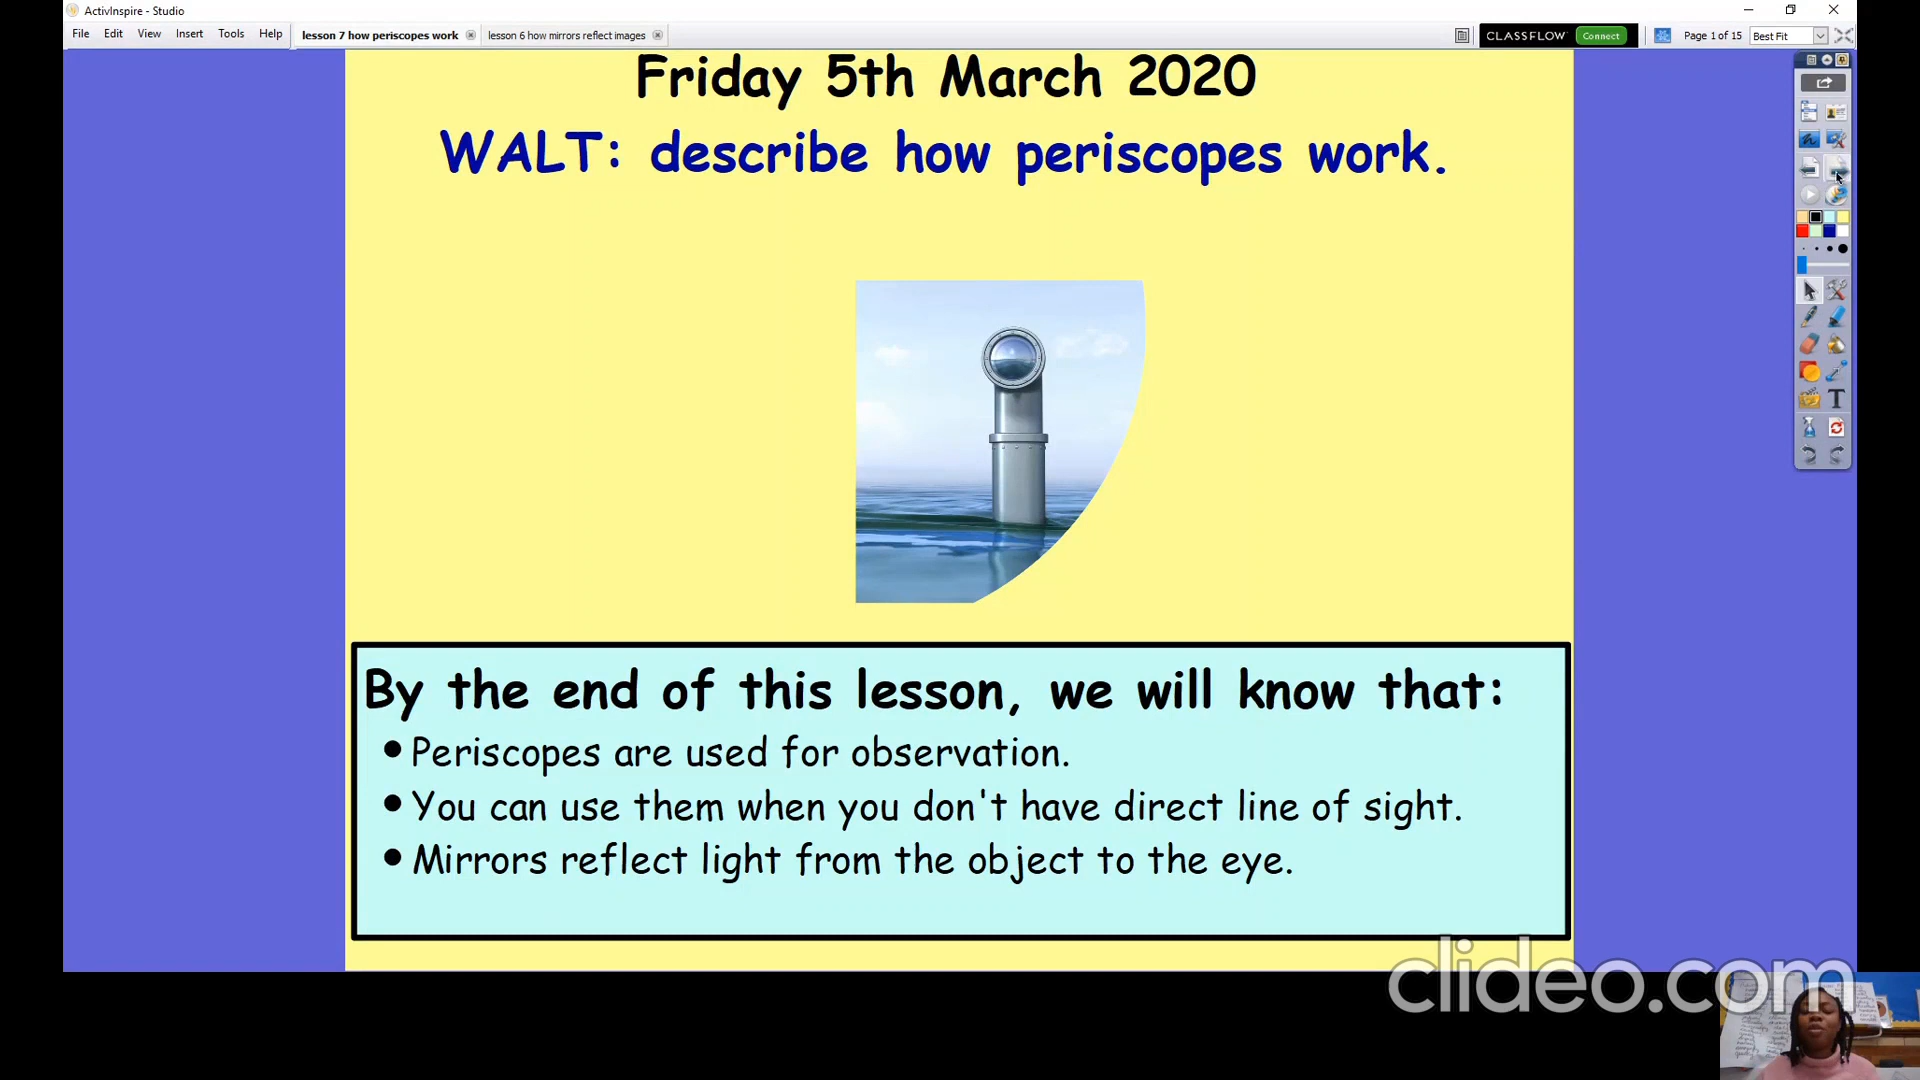 ActivInspire - Studio
File Edit View Insert Tools Help
lesson 7 how periscopes work
lesson 6 how mirrors reflect images
CLASSFLOW Connect
Page 1 of 15
Best Fit
Friday 5th March 2020
WALT: describe how periscopes work.
By the end of this lesson, we will know that:
• Periscopes are used for observation.
• You can use them when you don't have direct line of sight.
• Mirrors reflect light from the object to the eye.
clideo.com